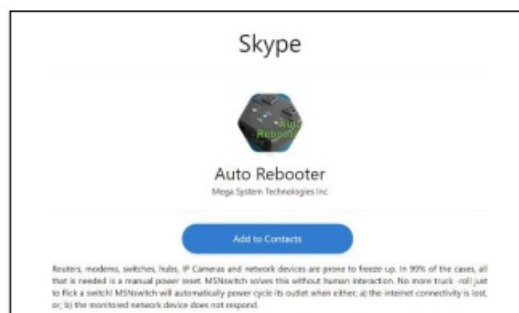 Skype
Auto
Rebooter
Auto Rebooter
Mega System Technologies Inc
Add to Contacts
Routers, modems, switches, hubs, IP Cameras and network devices are prone to freeze up. In 99% of the cases, all
that is needed is a manual power reset. MSNswitch solves this without human interaction. No more truck -roll just
to flick a switch! MSNswitch will automatically power cycle its outlet when either, a) the internet connectivity is lost,
or; b) the monitored network device does not respond.